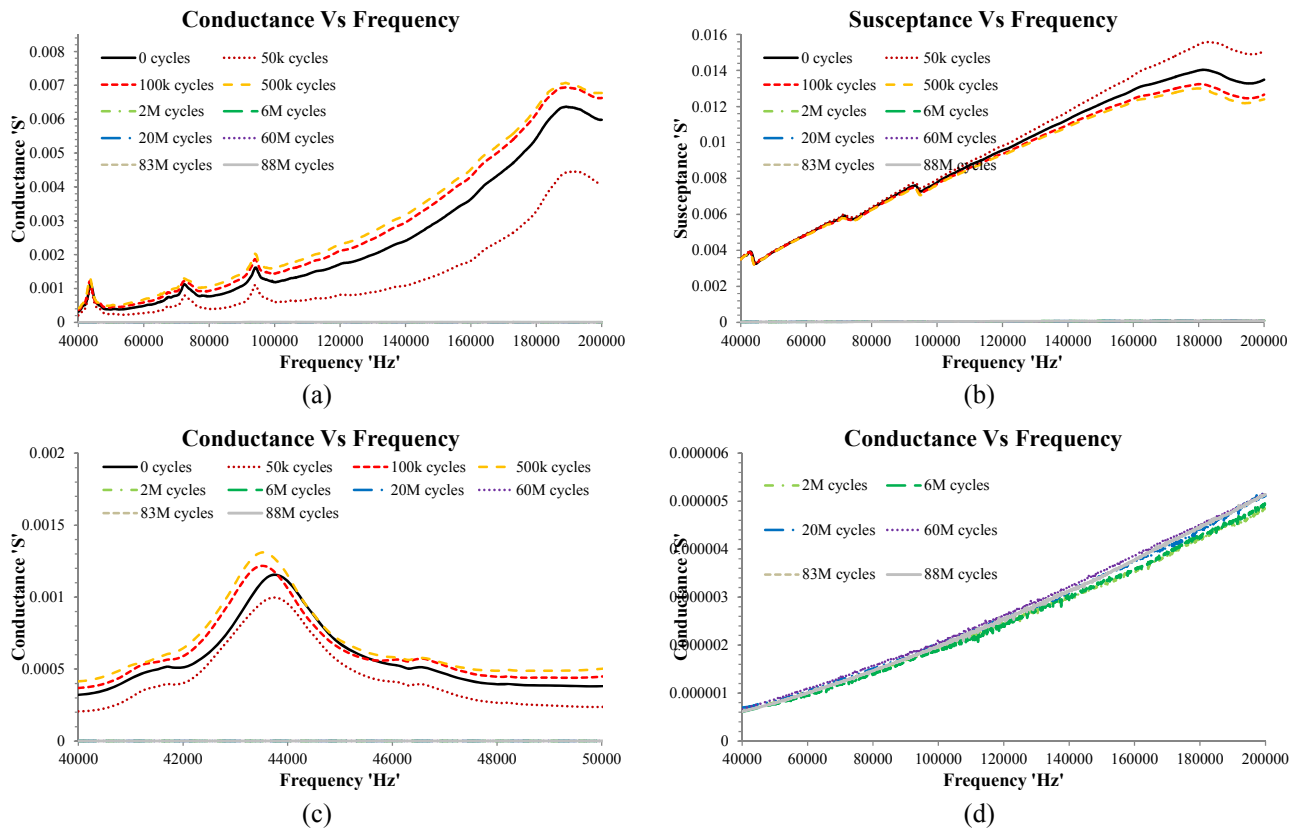 Conductance Vs Frequency
0.008
0.007
0.006
0.005
0.004
0.003
0.002
0.001
0
Conductance 'S'
0 cycles
50k cycles
100k cycles
500k cycles
2M cycles
6M cycles
20M cycles
60M cycles
83M cycles
88M cycles
40000 60000 80000 100000 120000 140000 160000 180000 200000
Frequency 'Hz'
(a)
Susceptance Vs Frequency
0.016
0.014
0.012
0.01
0.008
0.006
0.004
0.002
0
Susceptance 'S'
0 cycles
50k cycles
100k cycles
500k cycles
2M cycles
6M cycles
20M cycles
60M cycles
83M cycles
88M cycles
40000 60000 80000 100000 120000 140000 160000 180000 200000
Frequency 'Hz'
(b)
Conductance Vs Frequency
0.002
0.0015
0.001
0.0005
0
Conductance 'S'
0 cycles
50k cycles
100k cycles
500k cycles
2M cycles
6M cycles
20M cycles
60M cycles
83M cycles
88M cycles
40000 42000 44000 46000 48000 50000
Frequency 'Hz'
(c)
Conductance Vs Frequency
0.000006
0.000005
0.000004
0.000003
0.000002
0.000001
0
Conductance 'S'
2M cycles
6M cycles
20M cycles
60M cycles
83M cycles
88M cycles
40000 60000 80000 100000 120000 140000 160000 180000 200000
Frequency 'Hz'
(d)